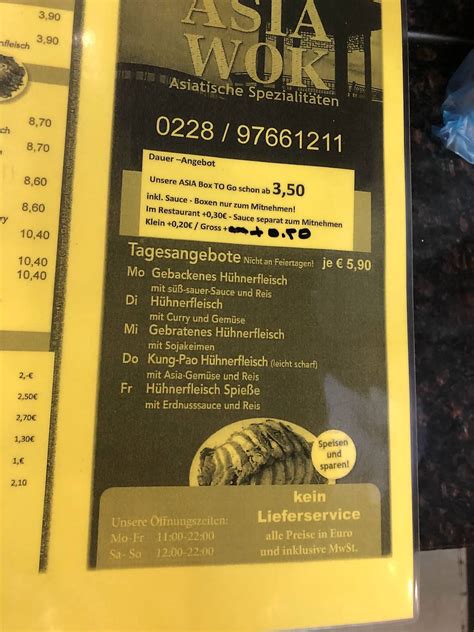 3,90
nfleisch
3,90
ch
8,70
8,70
8,60
8,60
10,40
10,40
10,40
2,-€
2,50€
2,70€
1,30€
1,€
2,10
ASIA
WOK
Asiatische Spezialitäten
0228 / 97661211
Dauer –Angebot
Unsere ASIA Box TO Go schon ab 3,50
inkl. Sauce - Boxen nur zum Mitnehmen!
Im Restaurant +0,30€ - Sauce separat zum Mitnehmen
Klein +0,20€ / Gross + + 0.50
Tagesangebote Nicht an Feiertagen! je € 5,90
Mo Gebackenes Hühnerfleisch
mit süß-sauer-Sauce und Reis
Di Hühnerfleisch
mit Curry und Gemüse
Mi Gebratenes Hühnerfleisch
mit Sojakeimen
Do Kung-Pao Hühnerfleisch (leicht scharf)
mit Asia-Gemüse und Reis
Fr Hühnerfleisch Spieße
mit Erdnusssauce und Reis
Speisen
und
sparen!
kein
Lieferservice
alle Preise in Euro
und inklusive MwSt.
Unsere Öffnungszeiten:
Mo-Fr 11:00-22:00
Sa- So 12.00-22.00